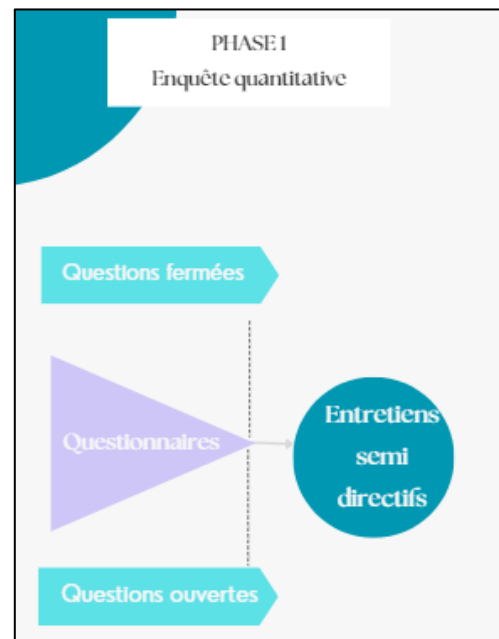 PHASE 1
Enquête quantitative
Questions fermées
Questionnaires
Entretiens
semi
directifs
Questions ouvertes